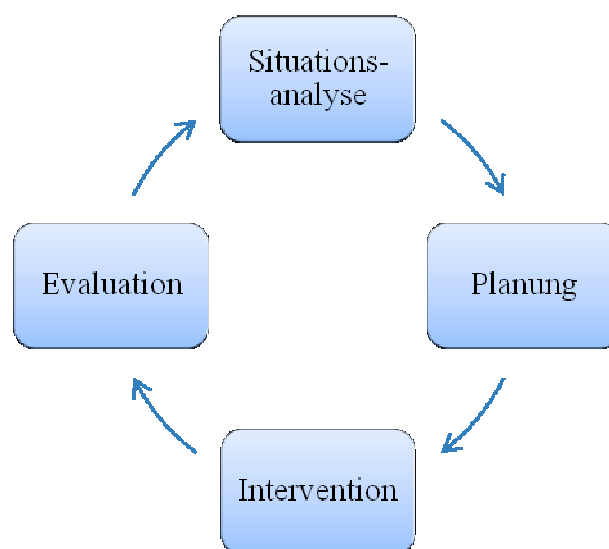 Situations-
analyse
Evaluation
Planung
Intervention